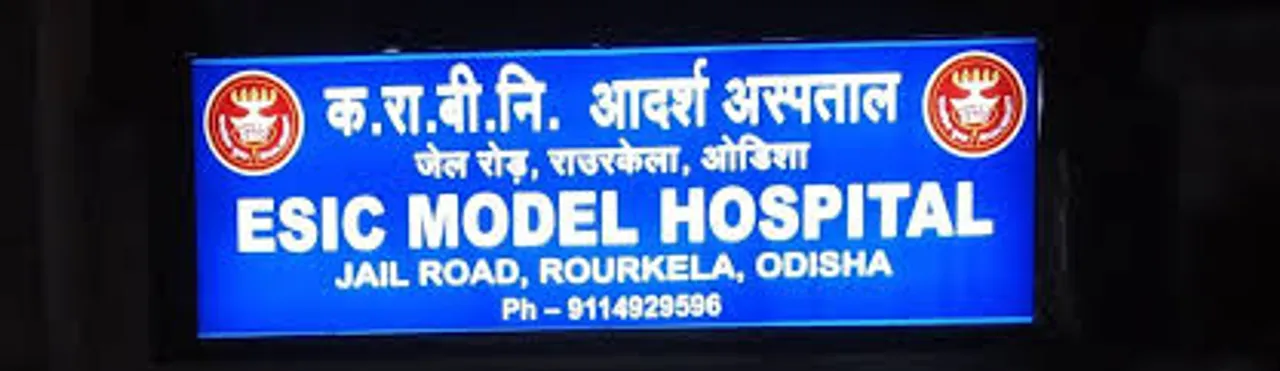 क.रा.बी.नि. आदर्श अस्पताल
जेल रोड़, राउरकेला, ओडिशा
ESIC MODEL HOSPITAL
JAIL ROAD, ROURKELA, ODISHA
Ph – 9114929596